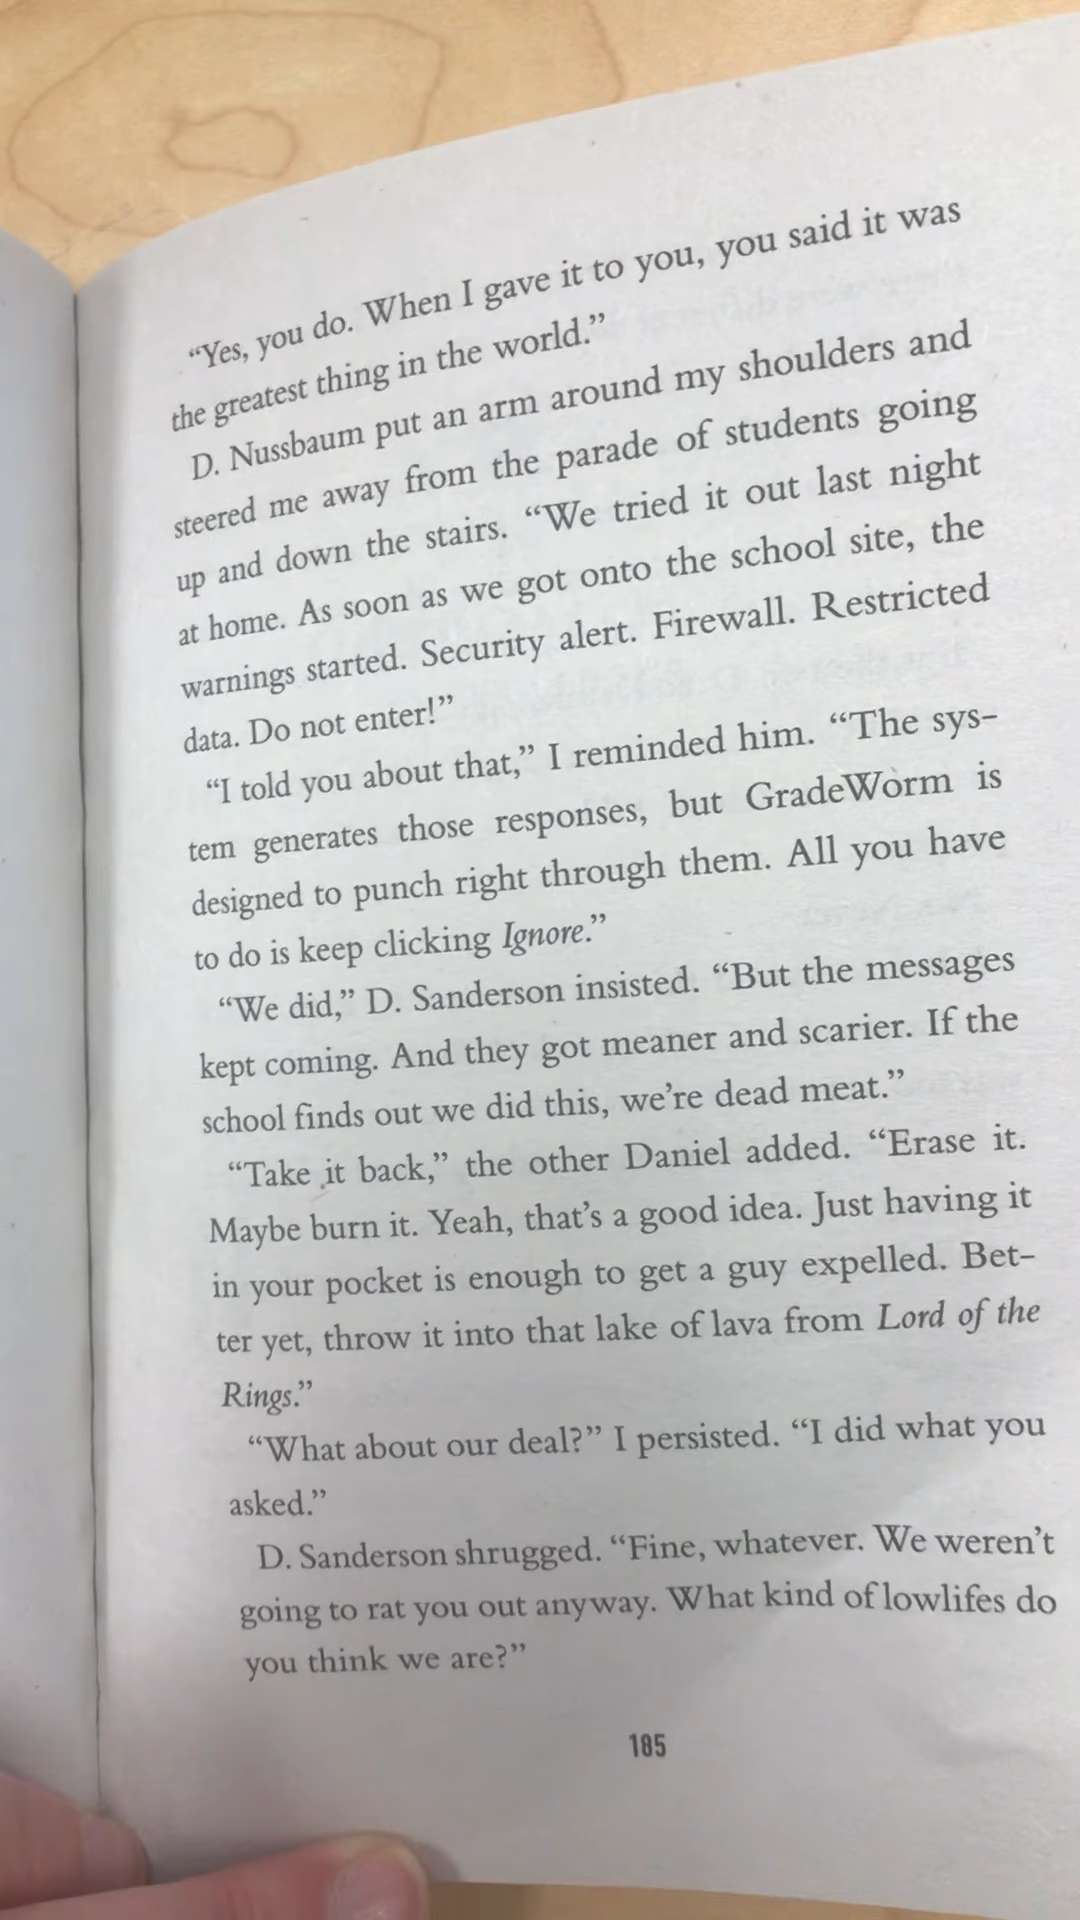 “Yes, you do. When I gave it to you, you said it was
the greatest thing in the world.”
D. Nussbaum put an arm around my shoulders and
steered me away from the parade of students going
up and down the stairs. “We tried it out last night
at home. As soon as we got onto the school site, the
warnings started. Security alert. Firewall. Restricted
data. Do not enter!”
“I told you about that,” I reminded him. “The sys-
tem generates those responses, but GradeWorm is
designed to punch right through them. All you have
to do is keep clicking Ignore.”
“We did,” D. Sanderson insisted. “But the messages
kept coming. And they got meaner and scarier. If the
school finds out we did this, we’re dead meat.”
“Take it back,” the other Daniel added. “Erase it.
Maybe burn it. Yeah, that’s a good idea. Just having it
in your pocket is enough to get a guy expelled. Bet-
ter yet, throw it into that lake of lava from Lord of the
Rings.”
“What about our deal?” I persisted. “I did what you
asked.”
D. Sanderson shrugged. “Fine, whatever. We weren’t
going to rat you out anyway. What kind of lowlifes do
you think we are?”
185